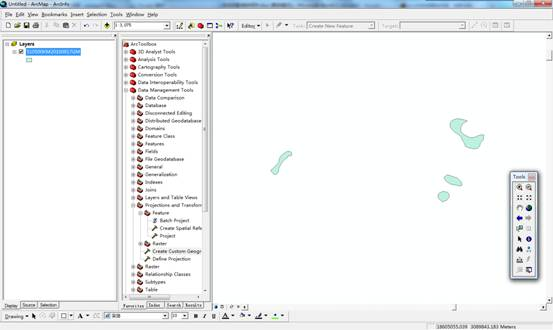 Untitled - ArcMap - ArcInfo
File Edit View Bookmarks Insert Selection Tools Window Help
Editor
Task:
Create New Feature
Target:
Layers
ArcToolbox
3D Analyst Tools
Analysis Tools
Cartography Tools
Conversion Tools
Data Interoperability Tools
Data Management Tools
Data Comparison
Database
Disconnected Editing
Distributed Geodatabase
Domains
Feature Class
Features
Fields
File Geodatabase
General
Generalization
Indexes
Joins
Layers and Table Views
Projections and Transform
Feature
Batch Project
Create Spatial Refe
Project
Raster
Create Custom Geogr
Define Projection
Raster
Relationship Classes
Subtypes
Table
Display Source Selection
Favorites Index Search Results
Tools
Drawing
10
B I U A
18605055.039 3089843.183 Meters